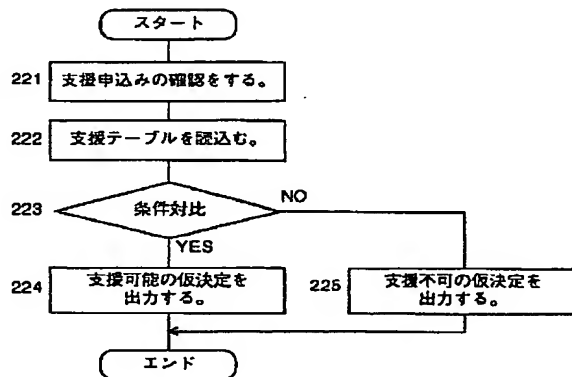 スタート
221 支援申込みの確認をする。
222 支援テーブルを読込む。
223 条件対比 NO
YES
224 支援可能の仮決定を
出力する。
225 支援不可の仮決定を
出力する。
エンド